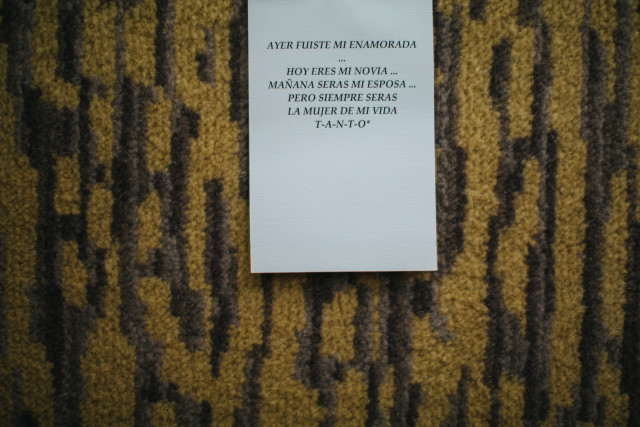 AYER FUISTE MI ENAMORADA
...
HOY ERES MI NOVIA ...
MAÑANA SERAS MI ESPOSA ...
PERO SIEMPRE SERAS
LA MUJER DE MI VIDA
T-A-N-T-O*